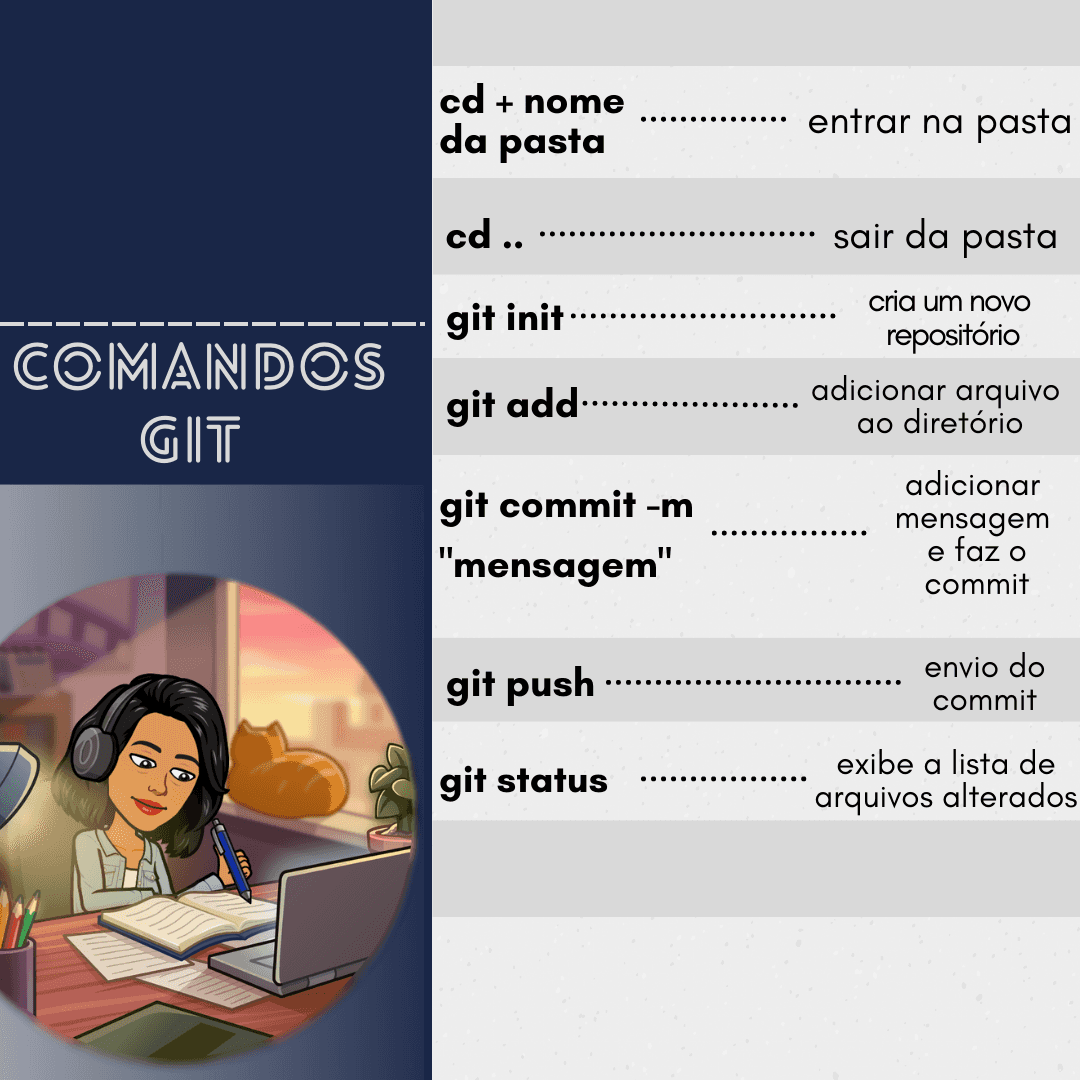 COMANDOS
GIT
cd + nome
da pasta ............... entrar na pasta
cd .. ............................ sair da pasta
git init ........................... cria um novo
repositório
git add ...................... adicionar arquivo
ao diretório
git commit -m
"mensagem" ................ adicionar
mensagem
e faz o
commit
git push .............................. envio do
commit
git status ................. exibe a lista de
arquivos alterados